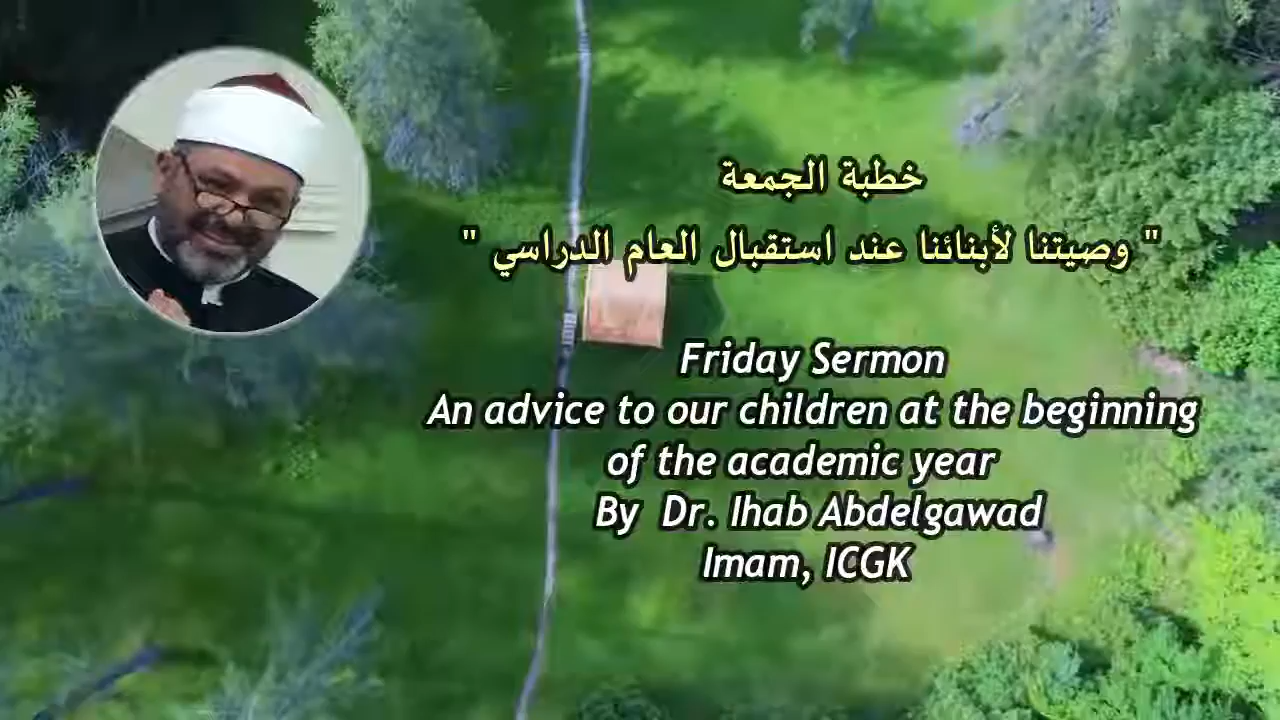 خطبة الجمعة
" وصيتنا لأبنائنا عند استقبال العام الدراسي "
Friday Sermon
An advice to our children at the beginning
of the academic year
By Dr. Ihab Abdelgawad
Imam, ICGK